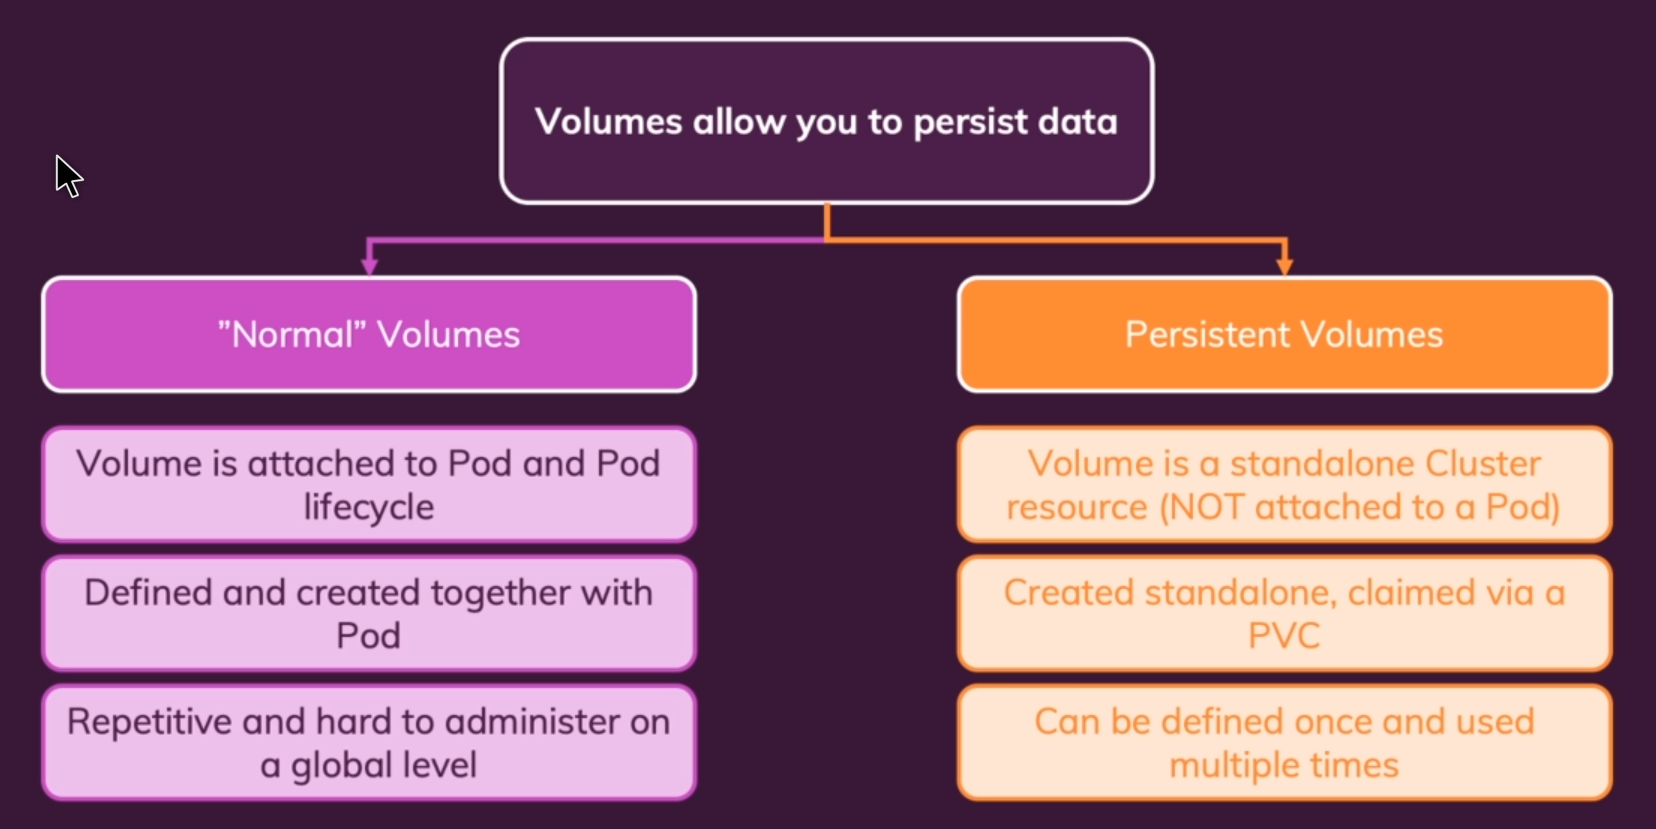 Volumes allow you to persist data
”Normal” Volumes
Persistent Volumes
Volume is attached to Pod and Pod
lifecycle
Volume is a standalone Cluster
resource (NOT attached to a Pod)
Defined and created together with
Pod
Created standalone, claimed via a
PVC
Repetitive and hard to administer on
a global level
Can be defined once and used
multiple times